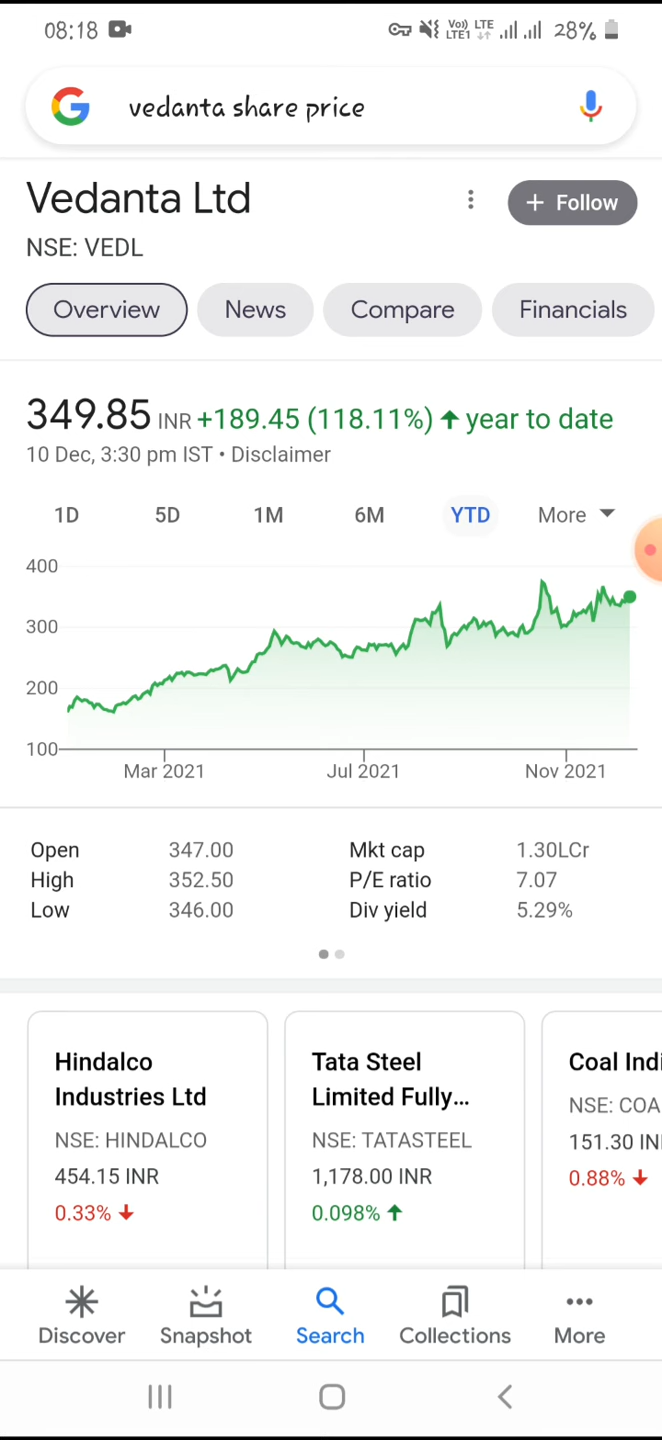 08:18
Vo)) LTE
LTE1
28%
vedanta share price
Vedanta Ltd
+ Follow
NSE: VEDL
Overview News Compare Financials
349.85 INR +189.45 (118.11%) ↑ year to date
10 Dec, 3:30 pm IST • Disclaimer
1D 5D 1M 6M YTD More
400
300
200
100
Mar 2021 Jul 2021 Nov 2021
Open 347.00 Mkt cap 1.30LCr
High 352.50 P/E ratio 7.07
Low 346.00 Div yield 5.29%
Hindalco
Industries Ltd
NSE: HINDALCO
454.15 INR
0.33% ↓
Tata Steel
Limited Fully...
NSE: TATASTEEL
1,178.00 INR
0.098% ↑
Coal Indi
NSE: COA
151.30 IN
0.88% ↓
Discover Snapshot Search Collections More